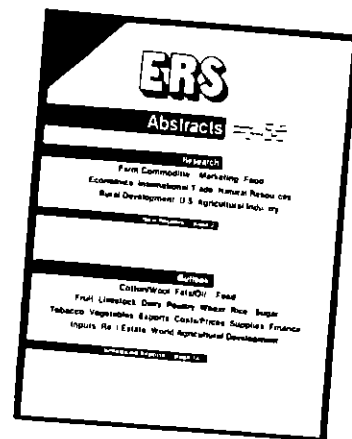 ERS
Abstracts
Research
Farm Commodities Marketing Food
Economics International Trade Natural Resources
Rural Development U.S. Agricultural Industry
Outlook
Cotton/Wool Fats/Oil Feed
Fruit Livestock Dairy Poultry Wheat Rice Sugar
Tobacco Vegetables Exports Costs/Prices Supplies Finance
Inputs Real Estate World Agricultural Development